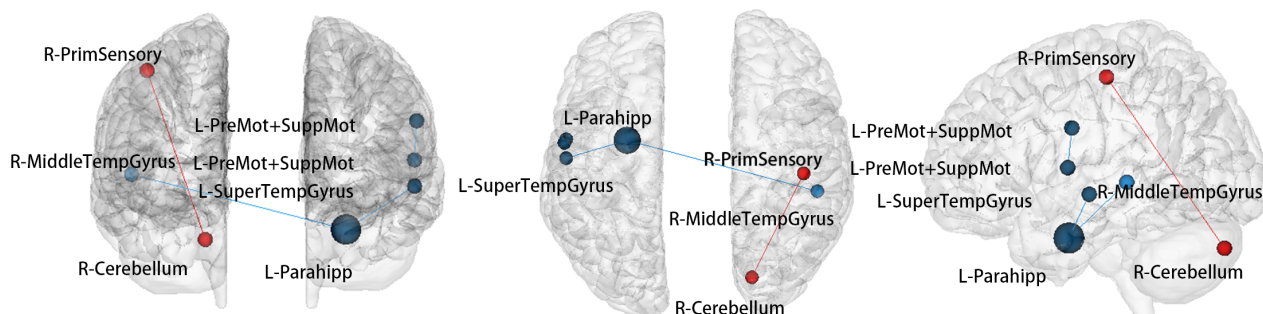 R-PrimSensory
L-PreMot+SuppMot
R-MiddleTempGyrus
L-PreMot+SuppMot
L-SuperTempGyrus
R-Cerebellum
L-Parahipp
L-Parahipp
R-PrimSensory
L-SuperTempGyrus
R-MiddleTempGyrus
R-Cerebellum
R-PrimSensory
L-PreMot+SuppMot
L-PreMot+SuppMot
R-MiddleTempGyrus
L-SuperTempGyrus
L-Parahipp
R-Cerebellum